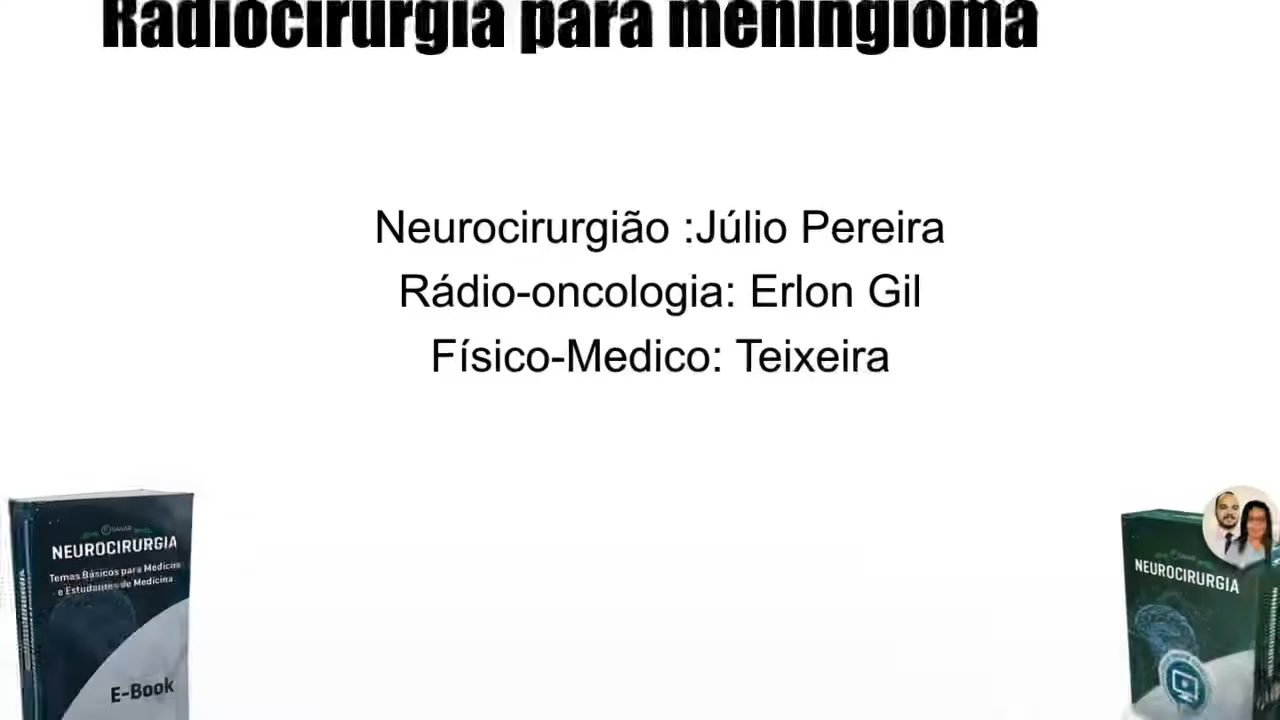 Radiocirurgia para meningioma
Neurocirurgião :Júlio Pereira
Rádio-oncologia: Erlon Gil
Físico-Medico: Teixeira
SANAR
NEUROCIRURGIA
Temas Básicos para Médicos
e Estudantes de Medicina
E-Book
NEUROCIRURGIA